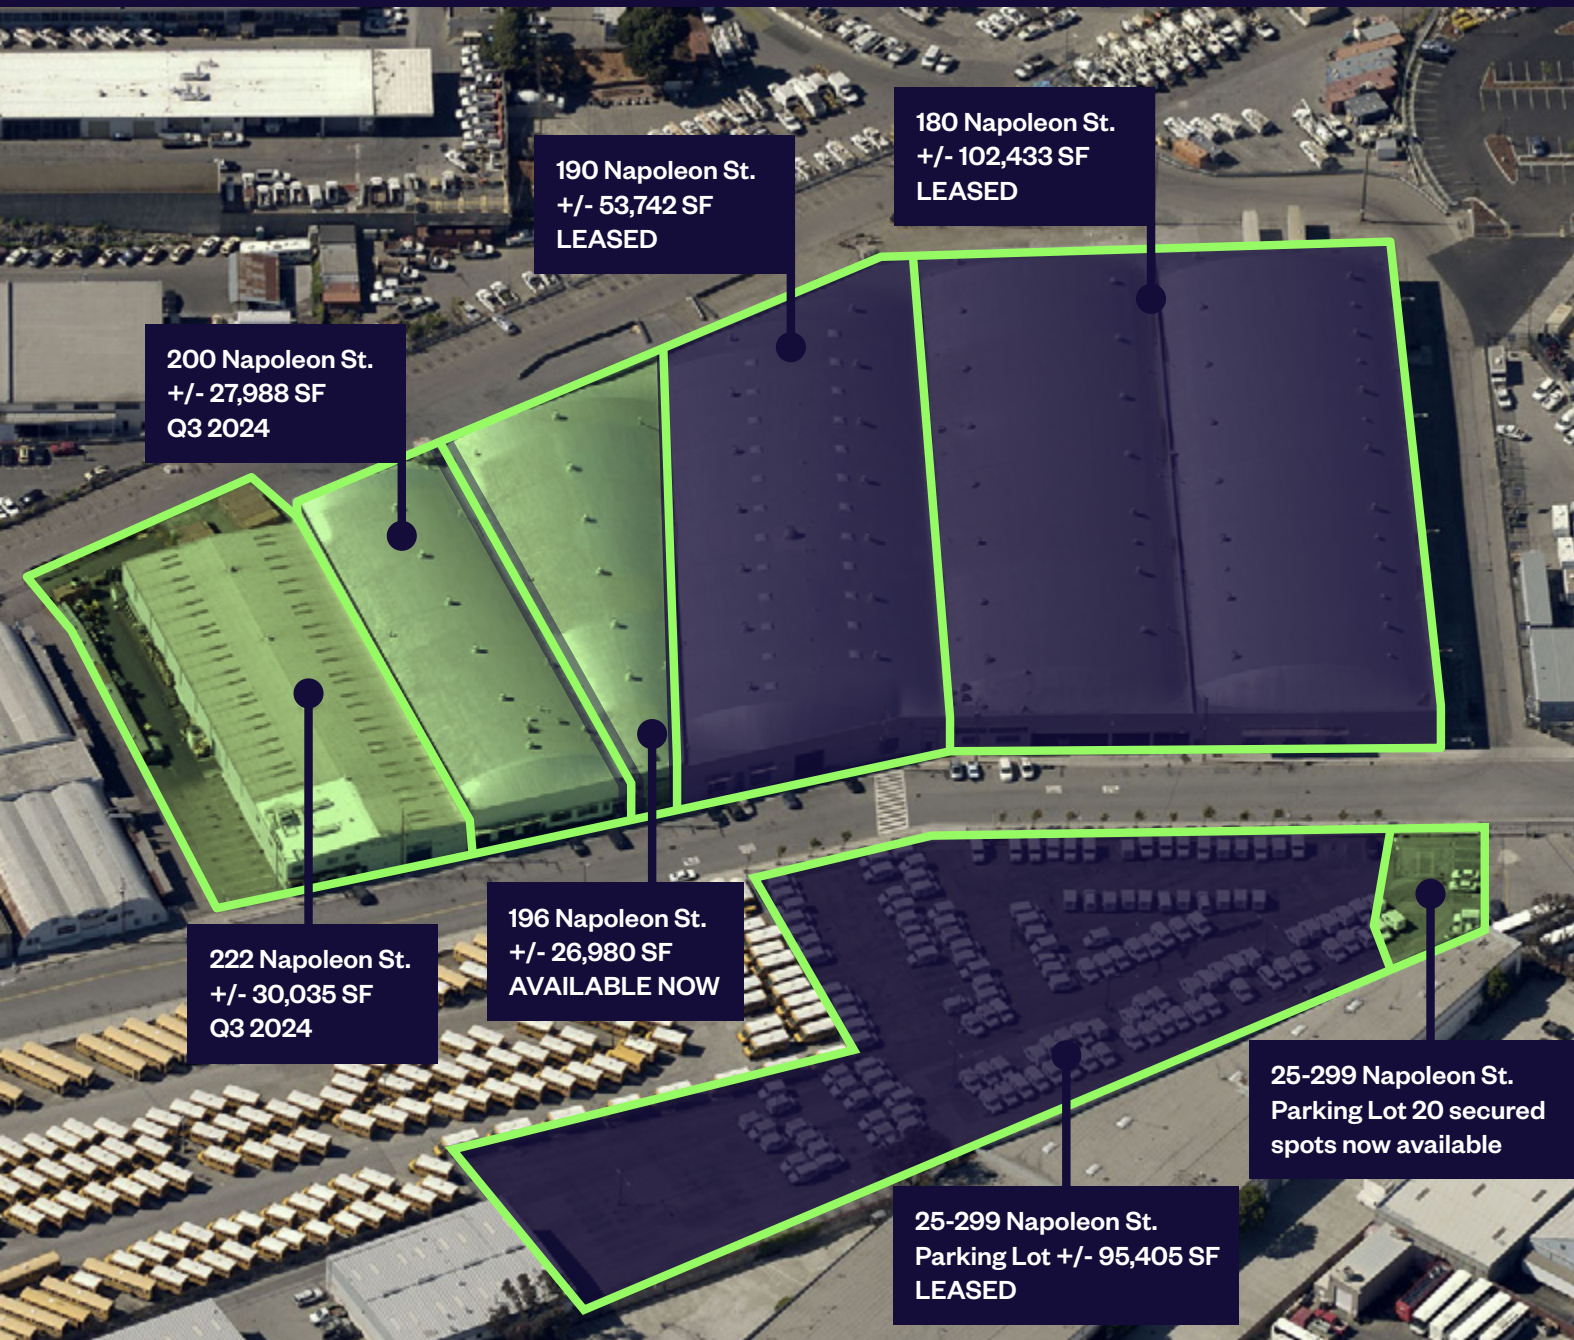 180 Napoleon St.
+/- 102,433 SF
LEASED
190 Napoleon St.
+/- 53,742 SF
LEASED
200 Napoleon St.
+/- 27,988 SF
Q3 2024
196 Napoleon St.
+/- 26,980 SF
AVAILABLE NOW
222 Napoleon St.
+/- 30,035 SF
Q3 2024
25-299 Napoleon St.
Parking Lot 20 secured
spots now available
25-299 Napoleon St.
Parking Lot +/- 95,405 SF
LEASED